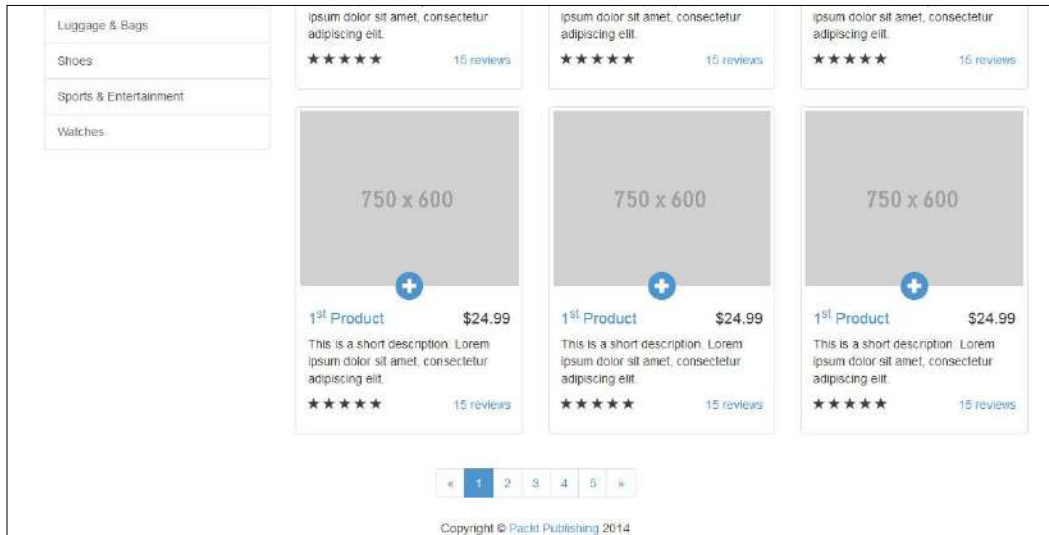 Luggage & Bags
Shoes
Sports & Entertainment
Watches
ipsum dolor sit amet, consectetur
adipiscing elit.
★★★★★ 15 reviews
ipsum dolor sit amet, consectetur
adipiscing elit.
★★★★★ 15 reviews
ipsum dolor sit amet, consectetur
adipiscing elit.
★★★★★ 15 reviews
750 x 600
1st Product $24.99
This is a short description. Lorem
ipsum dolor sit amet, consectetur
adipiscing elit.
★★★★★ 15 reviews
750 x 600
1st Product $24.99
This is a short description. Lorem
ipsum dolor sit amet, consectetur
adipiscing elit.
★★★★★ 15 reviews
750 x 600
1st Product $24.99
This is a short description. Lorem
ipsum dolor sit amet, consectetur
adipiscing elit.
★★★★★ 15 reviews
« 1 2 3 4 5 »
Copyright © Packt Publishing 2014